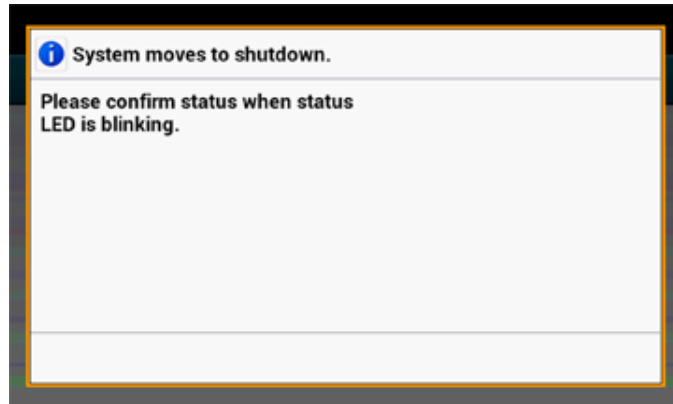 System moves to shutdown.
Please confirm status when status
LED is blinking.